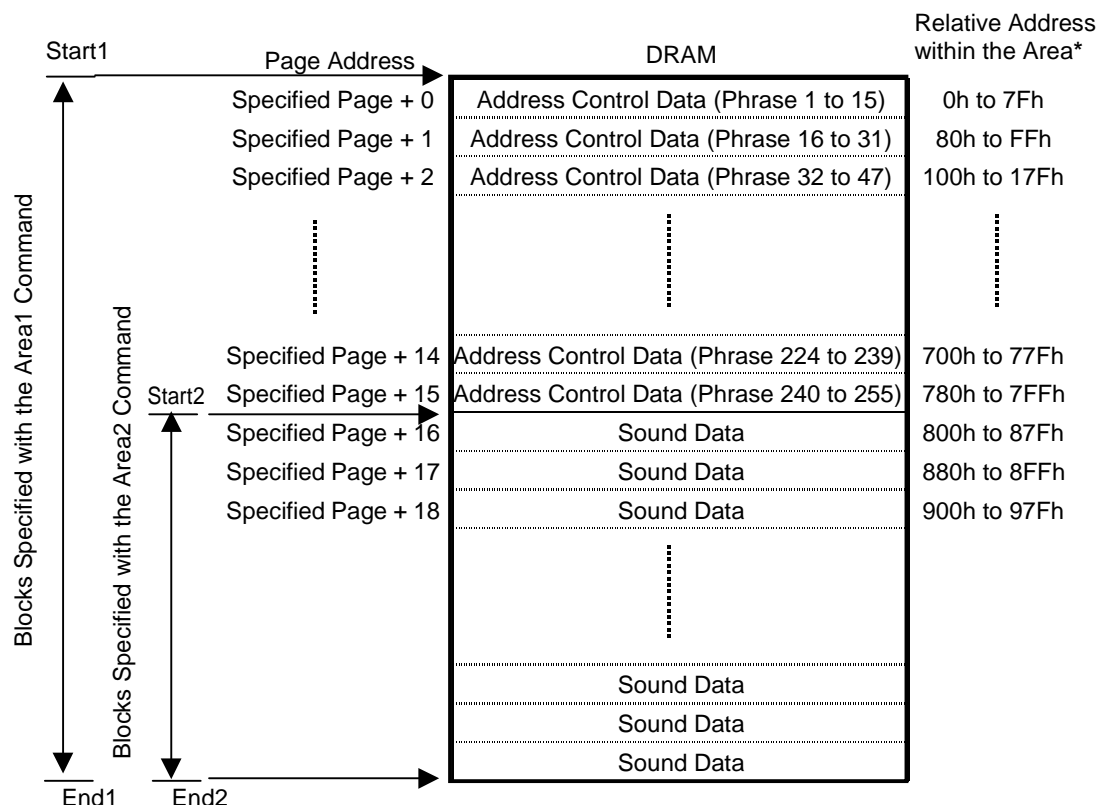 Relative Address
within the Area*
Start1
Page Address
DRAM
Specified Page + 0
Address Control Data (Phrase 1 to 15)
0h to 7Fh
Specified Page + 1
Address Control Data (Phrase 16 to 31)
80h to FFh
Specified Page + 2
Address Control Data (Phrase 32 to 47)
100h to 17Fh
Blocks Specified with the Area1 Command
Blocks Specified with the Area2 Command
Specified Page + 14
Address Control Data (Phrase 224 to 239)
700h to 77Fh
Start2
Specified Page + 15
Address Control Data (Phrase 240 to 255)
780h to 7FFh
Specified Page + 16
Sound Data
800h to 87Fh
Specified Page + 17
Sound Data
880h to 8FFh
Specified Page + 18
Sound Data
900h to 97Fh
Sound Data
Sound Data
Sound Data
End1
End2